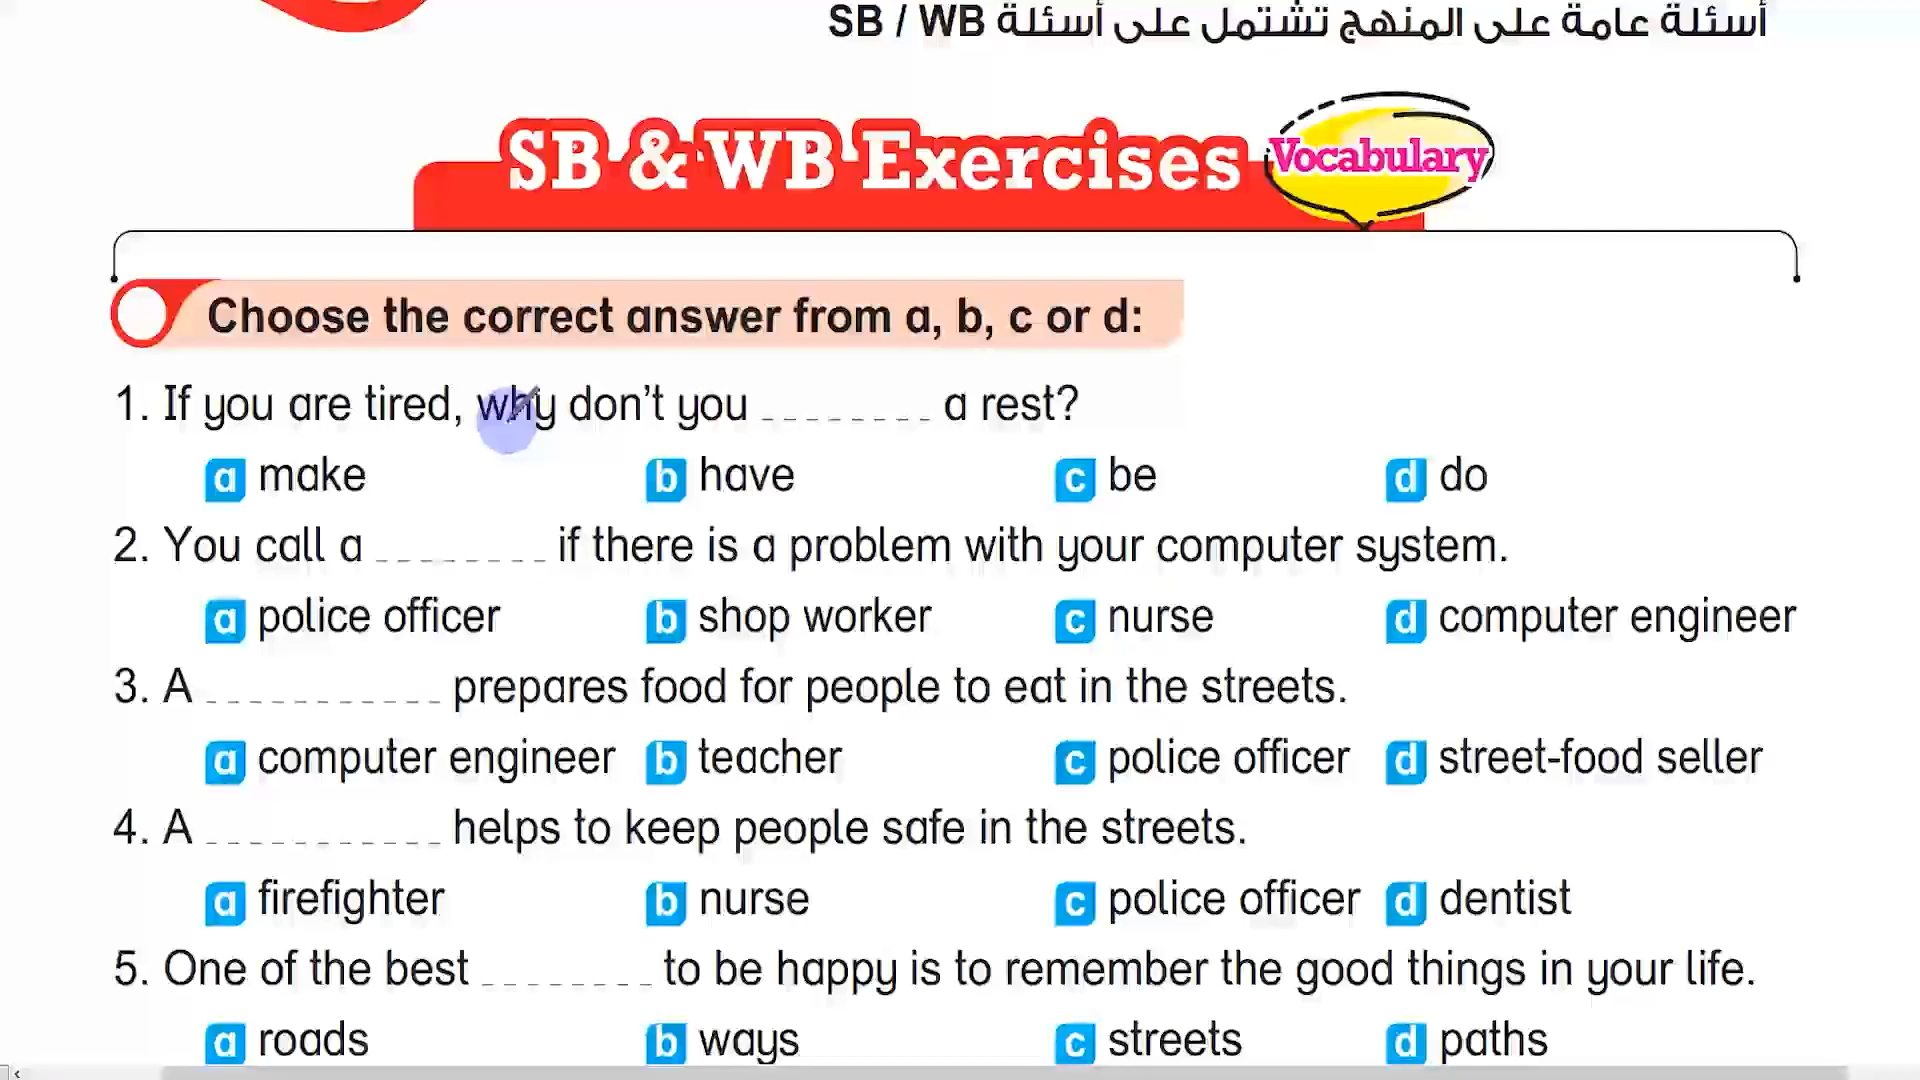 أسئلة عامة على المنهج تشتمل على أسئلة SB / WB
SB & WB Exercises Vocabulary
Choose the correct answer from a, b, c or d:
1. If you are tired, why don't you ________ a rest?
a make b have c be d do
2. You call a ________ if there is a problem with your computer system.
a police officer b shop worker c nurse d computer engineer
3. A ___________ prepares food for people to eat in the streets.
a computer engineer b teacher c police officer d street-food seller
4. A ___________ helps to keep people safe in the streets.
a firefighter b nurse c police officer d dentist
5. One of the best ________ to be happy is to remember the good things in your life.
a roads b ways c streets d paths